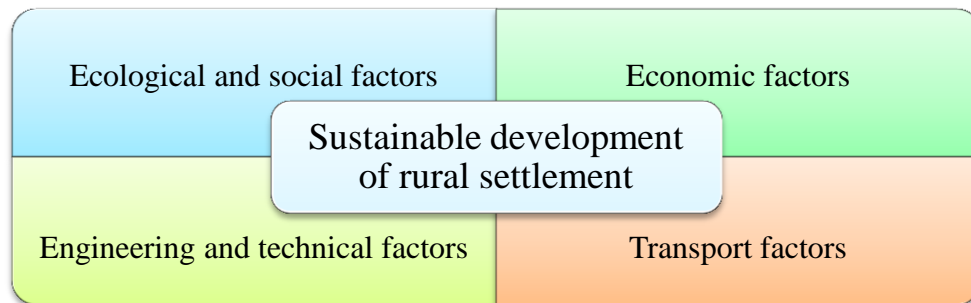 Ecological and social factors
Economic factors
Sustainable development
of rural settlement
Engineering and technical factors
Transport factors